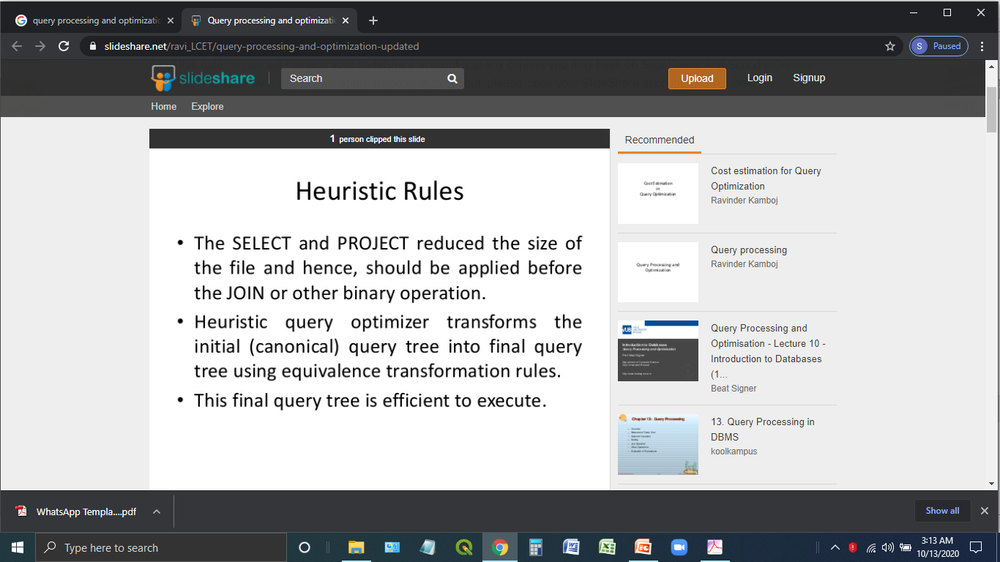 query processing and optimizatio
Query processing and optimizati
slideshare.net/ravi_LCET/query-processing-and-optimization-updated
S Paused
slideshare
Search
Upload
Login
Signup
Home
Explore
1 person clipped this slide
Heuristic Rules
• The SELECT and PROJECT reduced the size of
the file and hence, should be applied before
the JOIN or other binary operation.
• Heuristic query optimizer transforms the
initial (canonical) query tree into final query
tree using equivalence transformation rules.
• This final query tree is efficient to execute.
Recommended
Cost Estimation
in
Query Optimization
Cost estimation for Query
Optimization
Ravinder Kamboj
Query Processing and
Optimization
Query processing
Ravinder Kamboj
VUB
Introduction to Databases
Query Processing and Optimisation
Prof. Beat Signer
Query Processing and
Optimisation - Lecture 10 -
Introduction to Databases
(1...
Beat Signer
Chapter 13: Query Processing
13. Query Processing in
DBMS
koolkampus
WhatsApp Templa....pdf
Show all
Type here to search
3:13 AM
10/13/2020